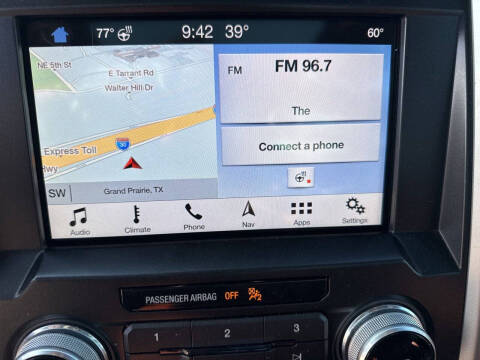 77° 9:42 39° 60°
NE 5th St
E Tarrant Rd
Walter Hill Dr
Express Toll
Hwy
30
SW Grand Prairie, TX
FM FM 96.7
The
Connect a phone
Audio Climate Phone Nav Apps Settings
PASSENGER AIRBAG OFF
1 2 3